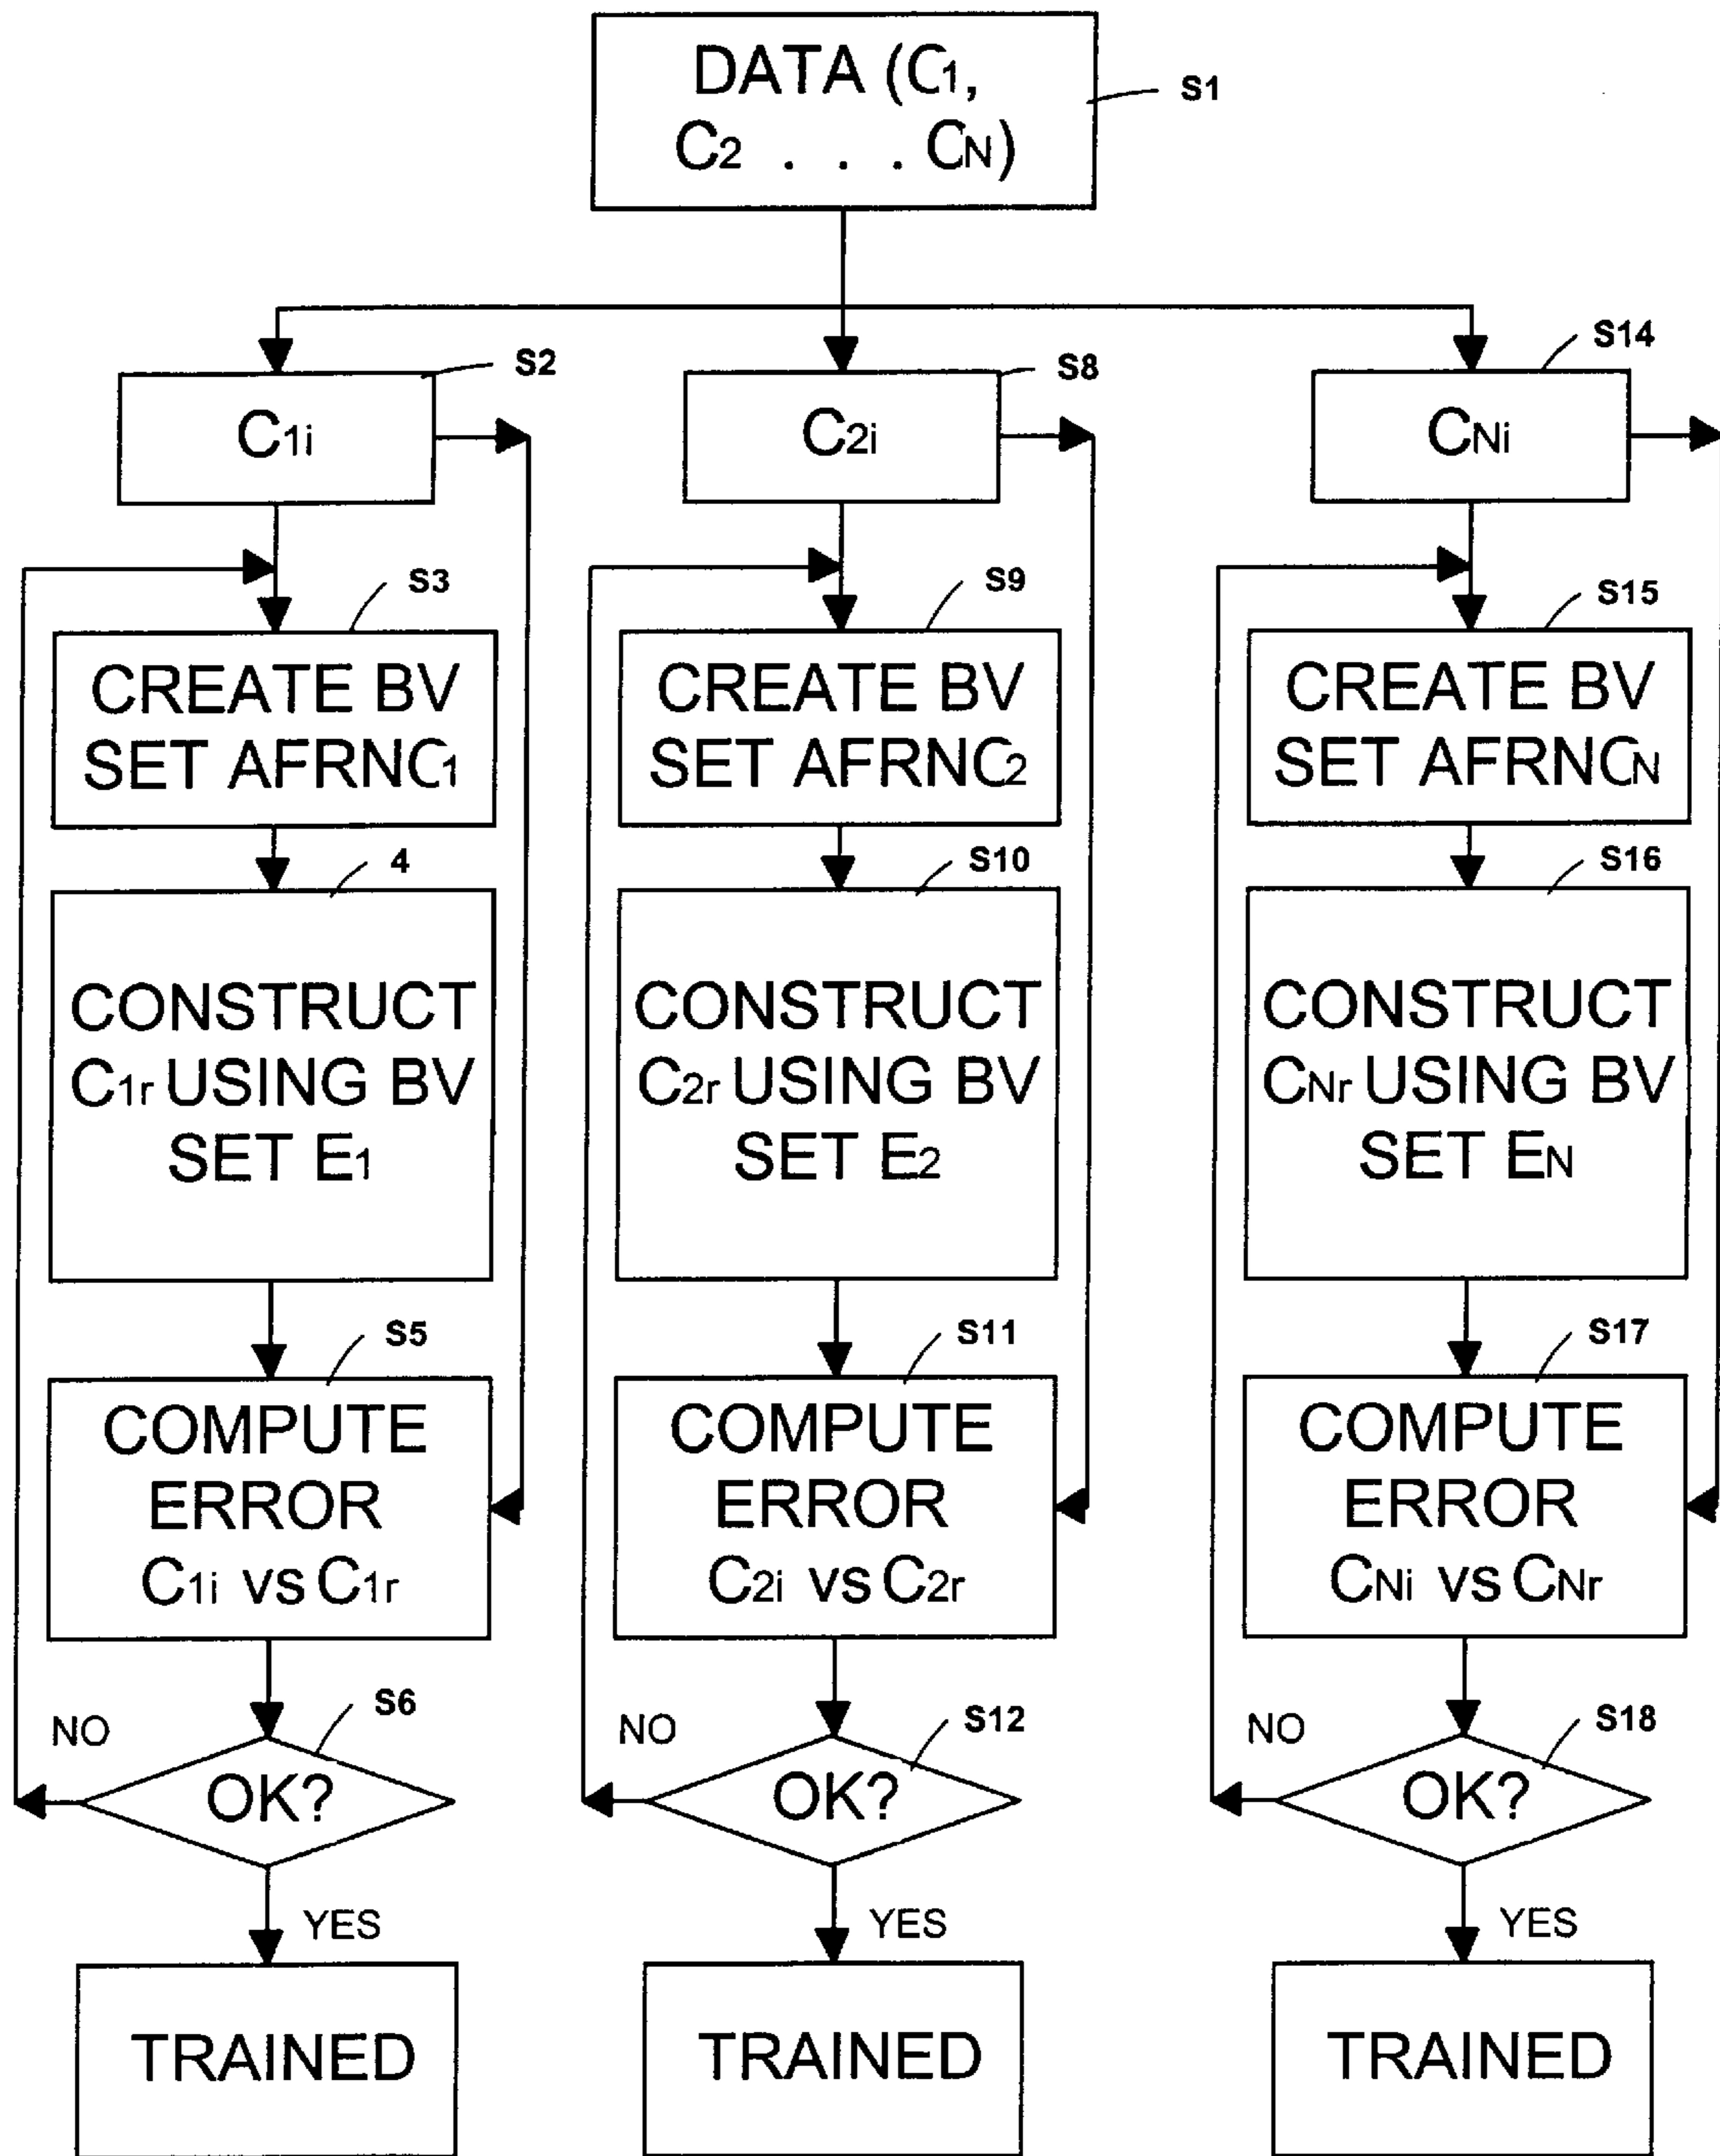 DATA (C1,
C2 . . . CN)
S1
S2
C1i
S3
CREATE BV
SET AFRNC1
4
CONSTRUCT
C1r USING BV
SET E1
S5
COMPUTE
ERROR
C1i vs C1r
S6
NO
OK?
YES
TRAINED
S8
C2i
S9
CREATE BV
SET AFRNC2
S10
CONSTRUCT
C2r USING BV
SET E2
S11
COMPUTE
ERROR
C2i vs C2r
S12
NO
OK?
YES
TRAINED
S14
CNi
S15
CREATE BV
SET AFRNCN
S16
CONSTRUCT
CNr USING BV
SET EN
S17
COMPUTE
ERROR
CNi vs CNr
S18
NO
OK?
YES
TRAINED